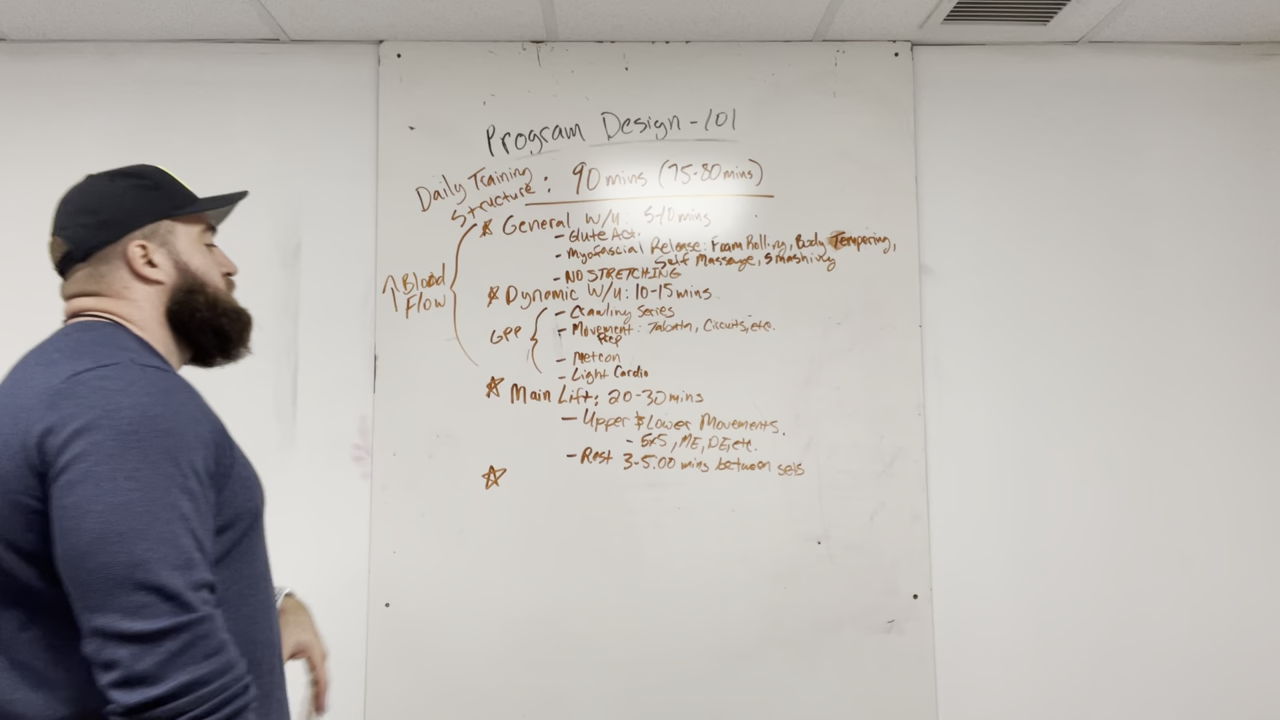 Program Design - 101
Daily Training Structure: 90 mins (75-80 mins)
General W/U: 5-10 mins
- Glute Act.
- Myofascial Release: Foam Rolling, Body Tempering,
Self Massage, Smashing
- NO STRETCHING
↑ Blood Flow
Dynamic W/U: 10-15 mins
- Crawling Series
GPP
- Movement Prep: Tabata, Circuits, etc.
- Metcon
- Light Cardio
Main Lift: 20-30 mins
- Upper & Lower Movements.
- 5x5, ME, DE, etc.
- Rest 3-5:00 mins between sets